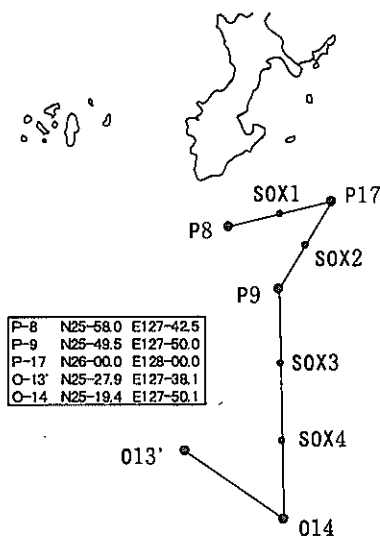 SOX1
P17
P8
SOX2
P9
P-8 N25-58.0 E127-42.5
P-9 N25-49.5 E127-50.0
P-17 N26-00.0 E128-00.0
O-13' N25-27.9 E127-38.1
O-14 N25-19.4 E127-50.1
SOX3
SOX4
O13'
O14